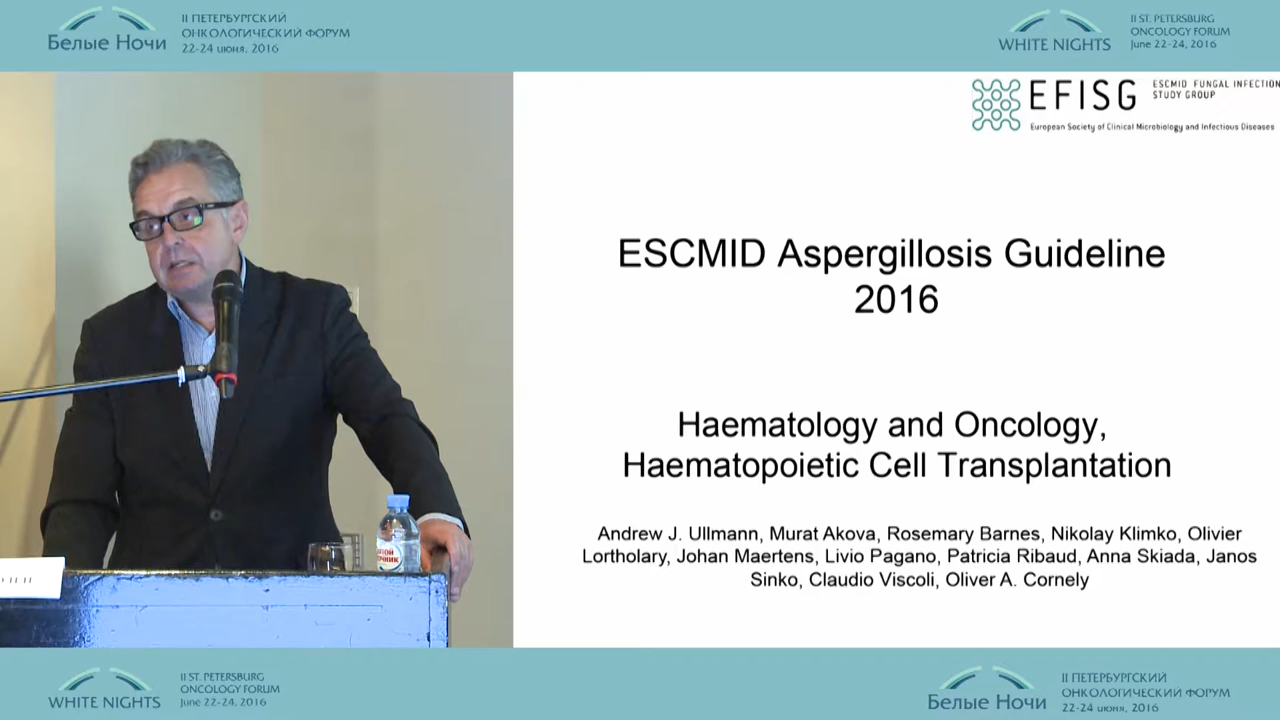 Белые Ночи
II ПЕТЕРБУРГСКИЙ
ОНКОЛОГИЧЕСКИЙ ФОРУМ
22-24 июня, 2016
WHITE NIGHTS
II ST. PETERSBURG
ONCOLOGY FORUM
June 22-24, 2016
EFISG
ESCMID FUNGAL INFECTION
STUDY GROUP
European Society of Clinical Microbiology and Infectious Diseases
ESCMID Aspergillosis Guideline
2016
Haematology and Oncology,
Haematopoietic Cell Transplantation
Andrew J. Ullmann, Murat Akova, Rosemary Barnes, Nikolay Klimko, Olivier
Lortholary, Johan Maertens, Livio Pagano, Patricia Ribaud, Anna Skiada, Janos
Sinko, Claudio Viscoli, Oliver A. Cornely
WHITE NIGHTS
II ST. PETERSBURG
ONCOLOGY FORUM
June 22-24, 2016
Белые Ночи
II ПЕТЕРБУРГСКИЙ
ОНКОЛОГИЧЕСКИЙ ФОРУМ
22-24 июня, 2016